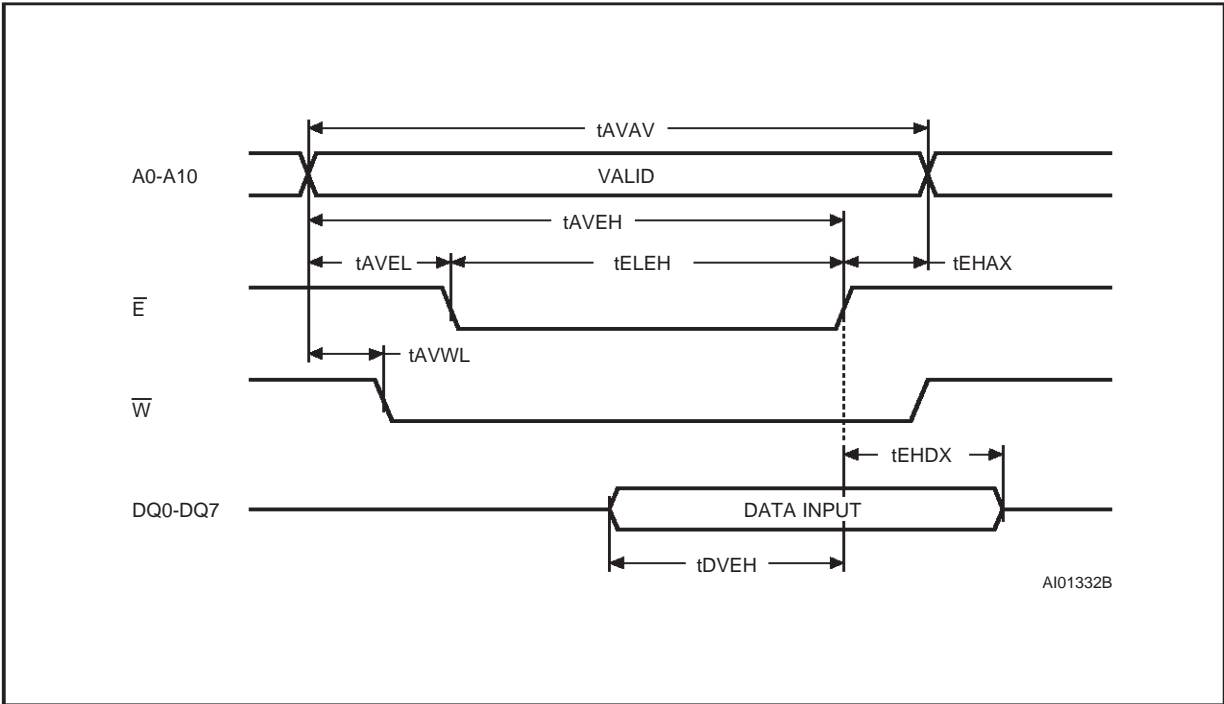 tAVAV
A0-A10
VALID
tAVEH
tAVEL
tELEH
tEHAX
E̅
tAVWL
W̅
tEHDX
DQ0-DQ7
DATA INPUT
tDVEH
AI01332B